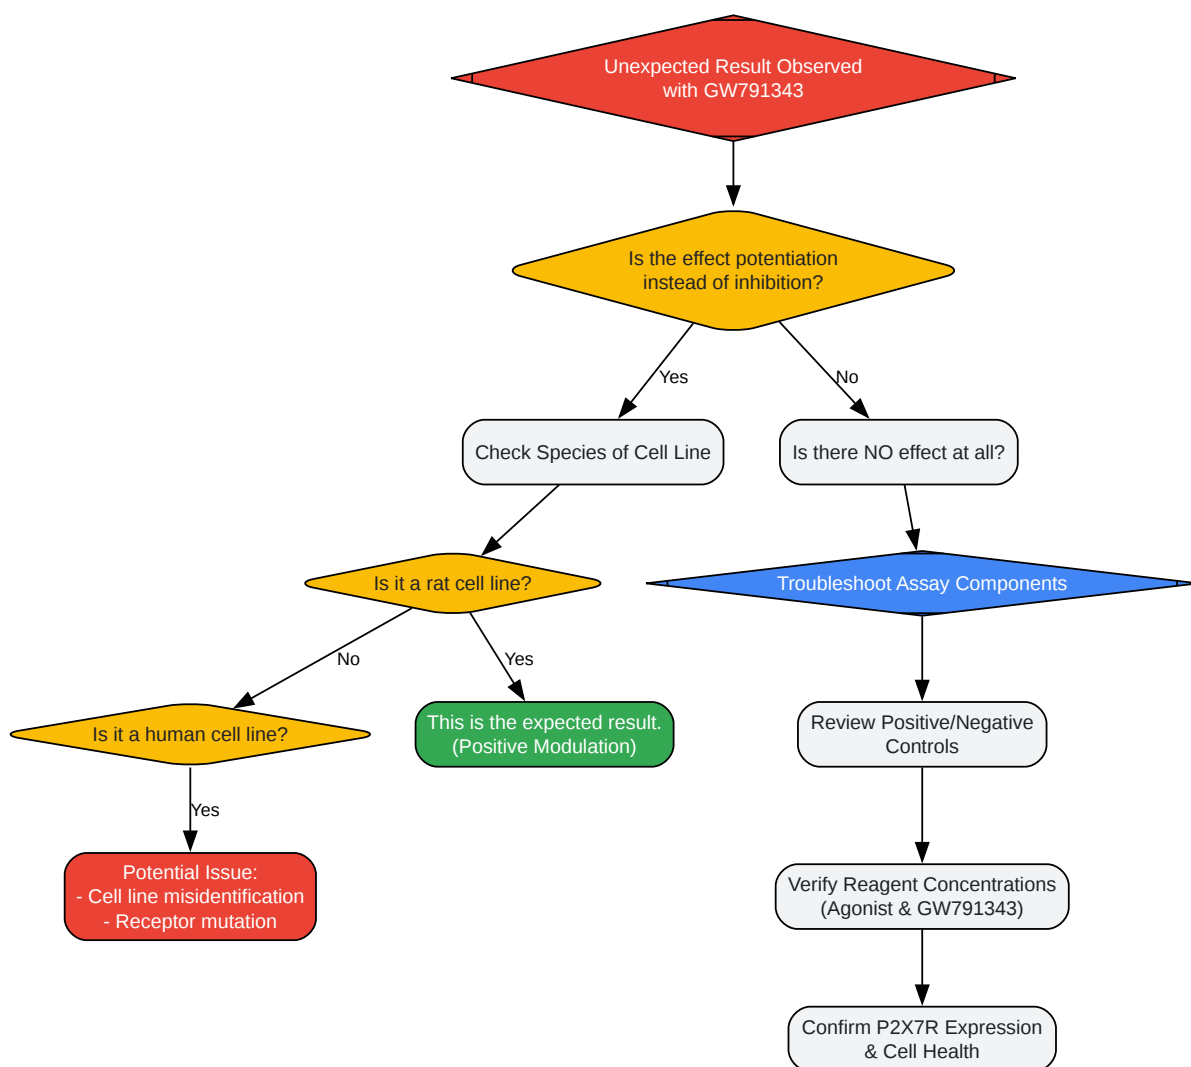 Unexpected Result Observed
with GW791343
Is the effect potentiation
instead of inhibition?
Yes
No
Check Species of Cell Line
Is there NO effect at all?
Is it a rat cell line?
Troubleshoot Assay Components
No
Yes
Is it a human cell line?
This is the expected result.
(Positive Modulation)
Review Positive/Negative
Controls
Yes
Potential Issue:
- Cell line misidentification
- Receptor mutation
Verify Reagent Concentrations
(Agonist & GW791343)
Confirm P2X7R Expression
& Cell Health